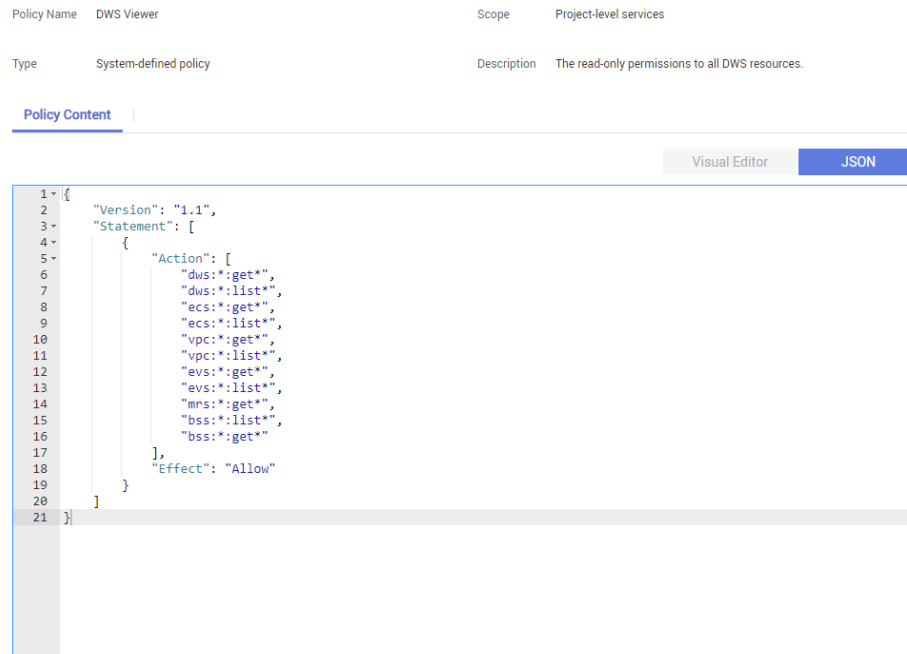 Policy Name DWS Viewer Scope Project-level services
Type System-defined policy Description The read-only permissions to all DWS resources.
Policy Content
Visual Editor JSON
1 {
2 "Version": "1.1",
3 "Statement": [
4 {
5 "Action": [
6 "dws:*:get*",
7 "dws:*:list*",
8 "ecs:*:get*",
9 "ecs:*:list*",
10 "vpc:*:get*",
11 "vpc:*:list*",
12 "evs:*:get*",
13 "evs:*:list*",
14 "mrs:*:get*",
15 "bss:*:list*",
16 "bss:*:get*"
17 ],
18 "Effect": "Allow"
19 }
20 ]
21 }